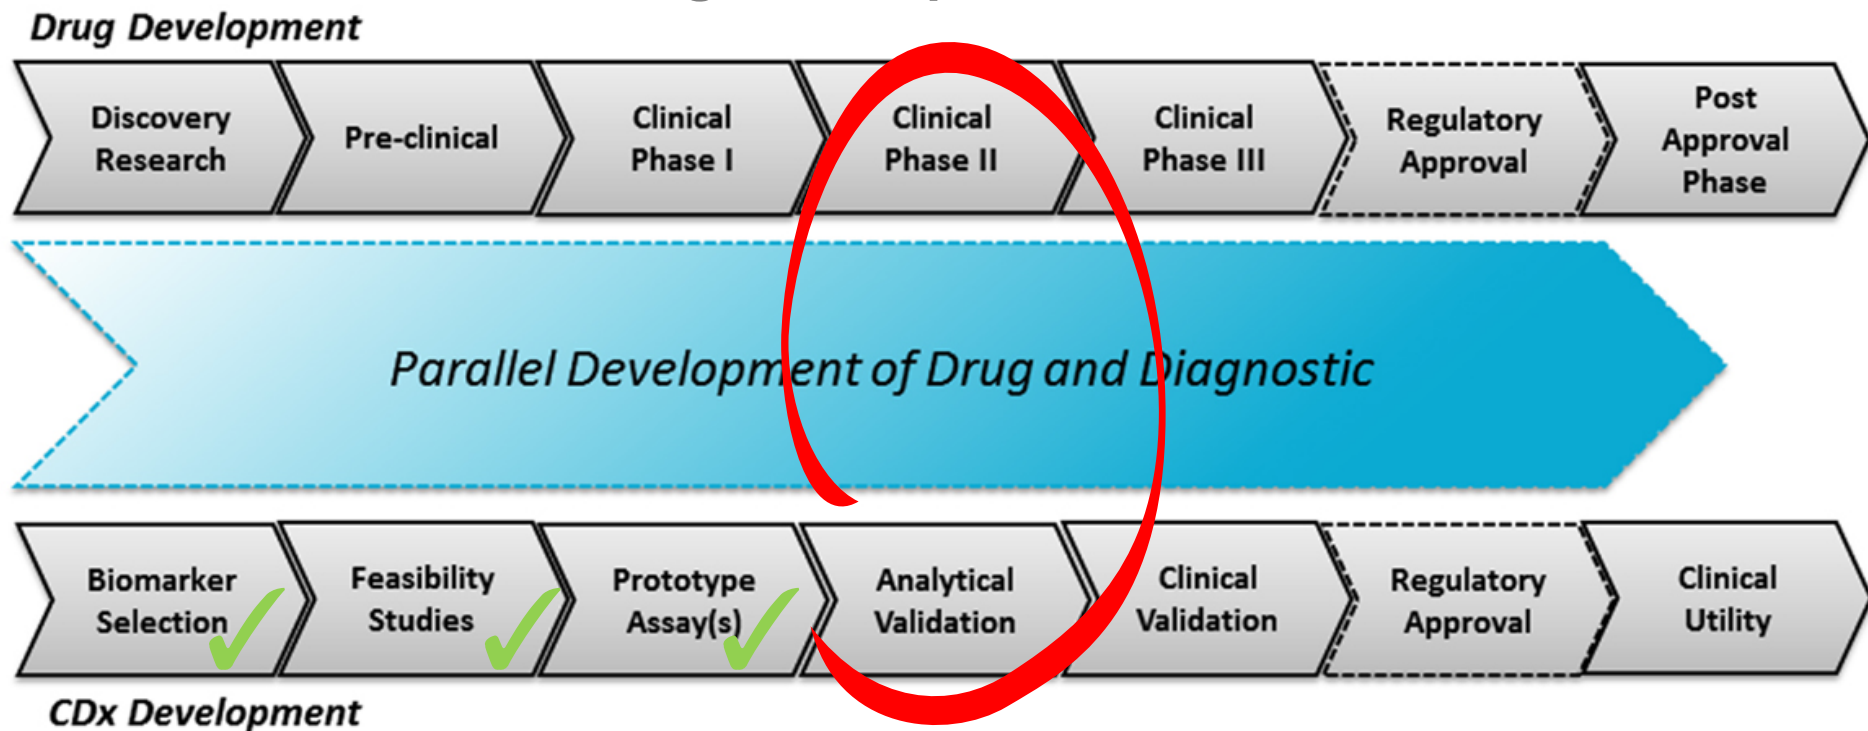 Drug Development
Discovery
Research
Pre-clinical
Clinical
Phase I
Clinical
Phase II
Clinical
Phase III
Regulatory
Approval
Post
Approval
Phase
Parallel Development of Drug and Diagnostic
Biomarker
Selection
Feasibility
Studies
Prototype
Assay(s)
Analytical
Validation
Clinical
Validation
Regulatory
Approval
Clinical
Utility
CDx Development